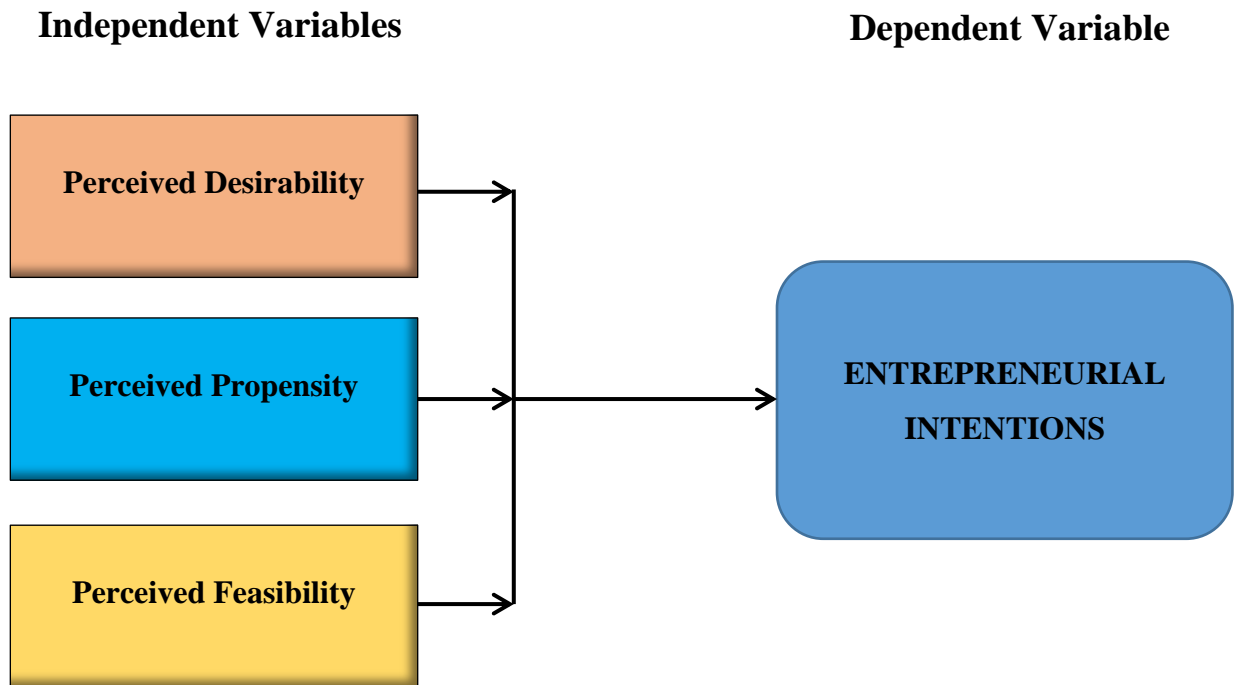 Independent Variables
Dependent Variable
Perceived Desirability
Perceived Propensity
ENTREPRENEURIAL
INTENTIONS
Perceived Feasibility